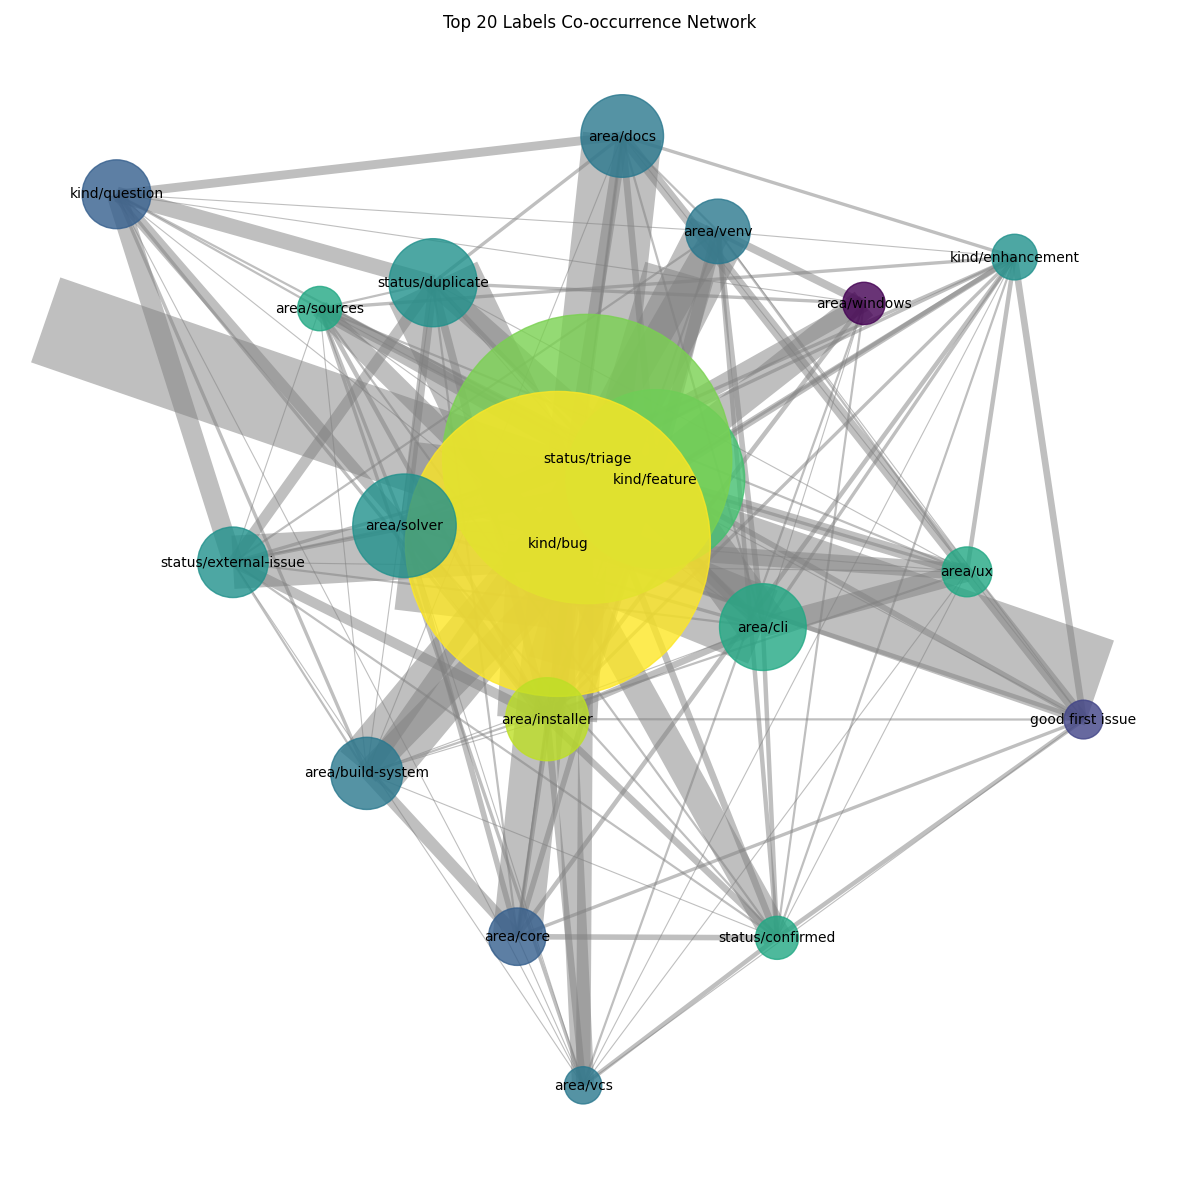 Top 20 Labels Co-occurrence Network
area/docs
kind/question
area/venv
kind/enhancement
status/duplicate
area/windows
area/sources
status/triage
kind/feature
area/solver
kind/bug
status/external-issue
area/ux
area/cli
area/installer
good first issue
area/build-system
area/core
status/confirmed
area/vcs